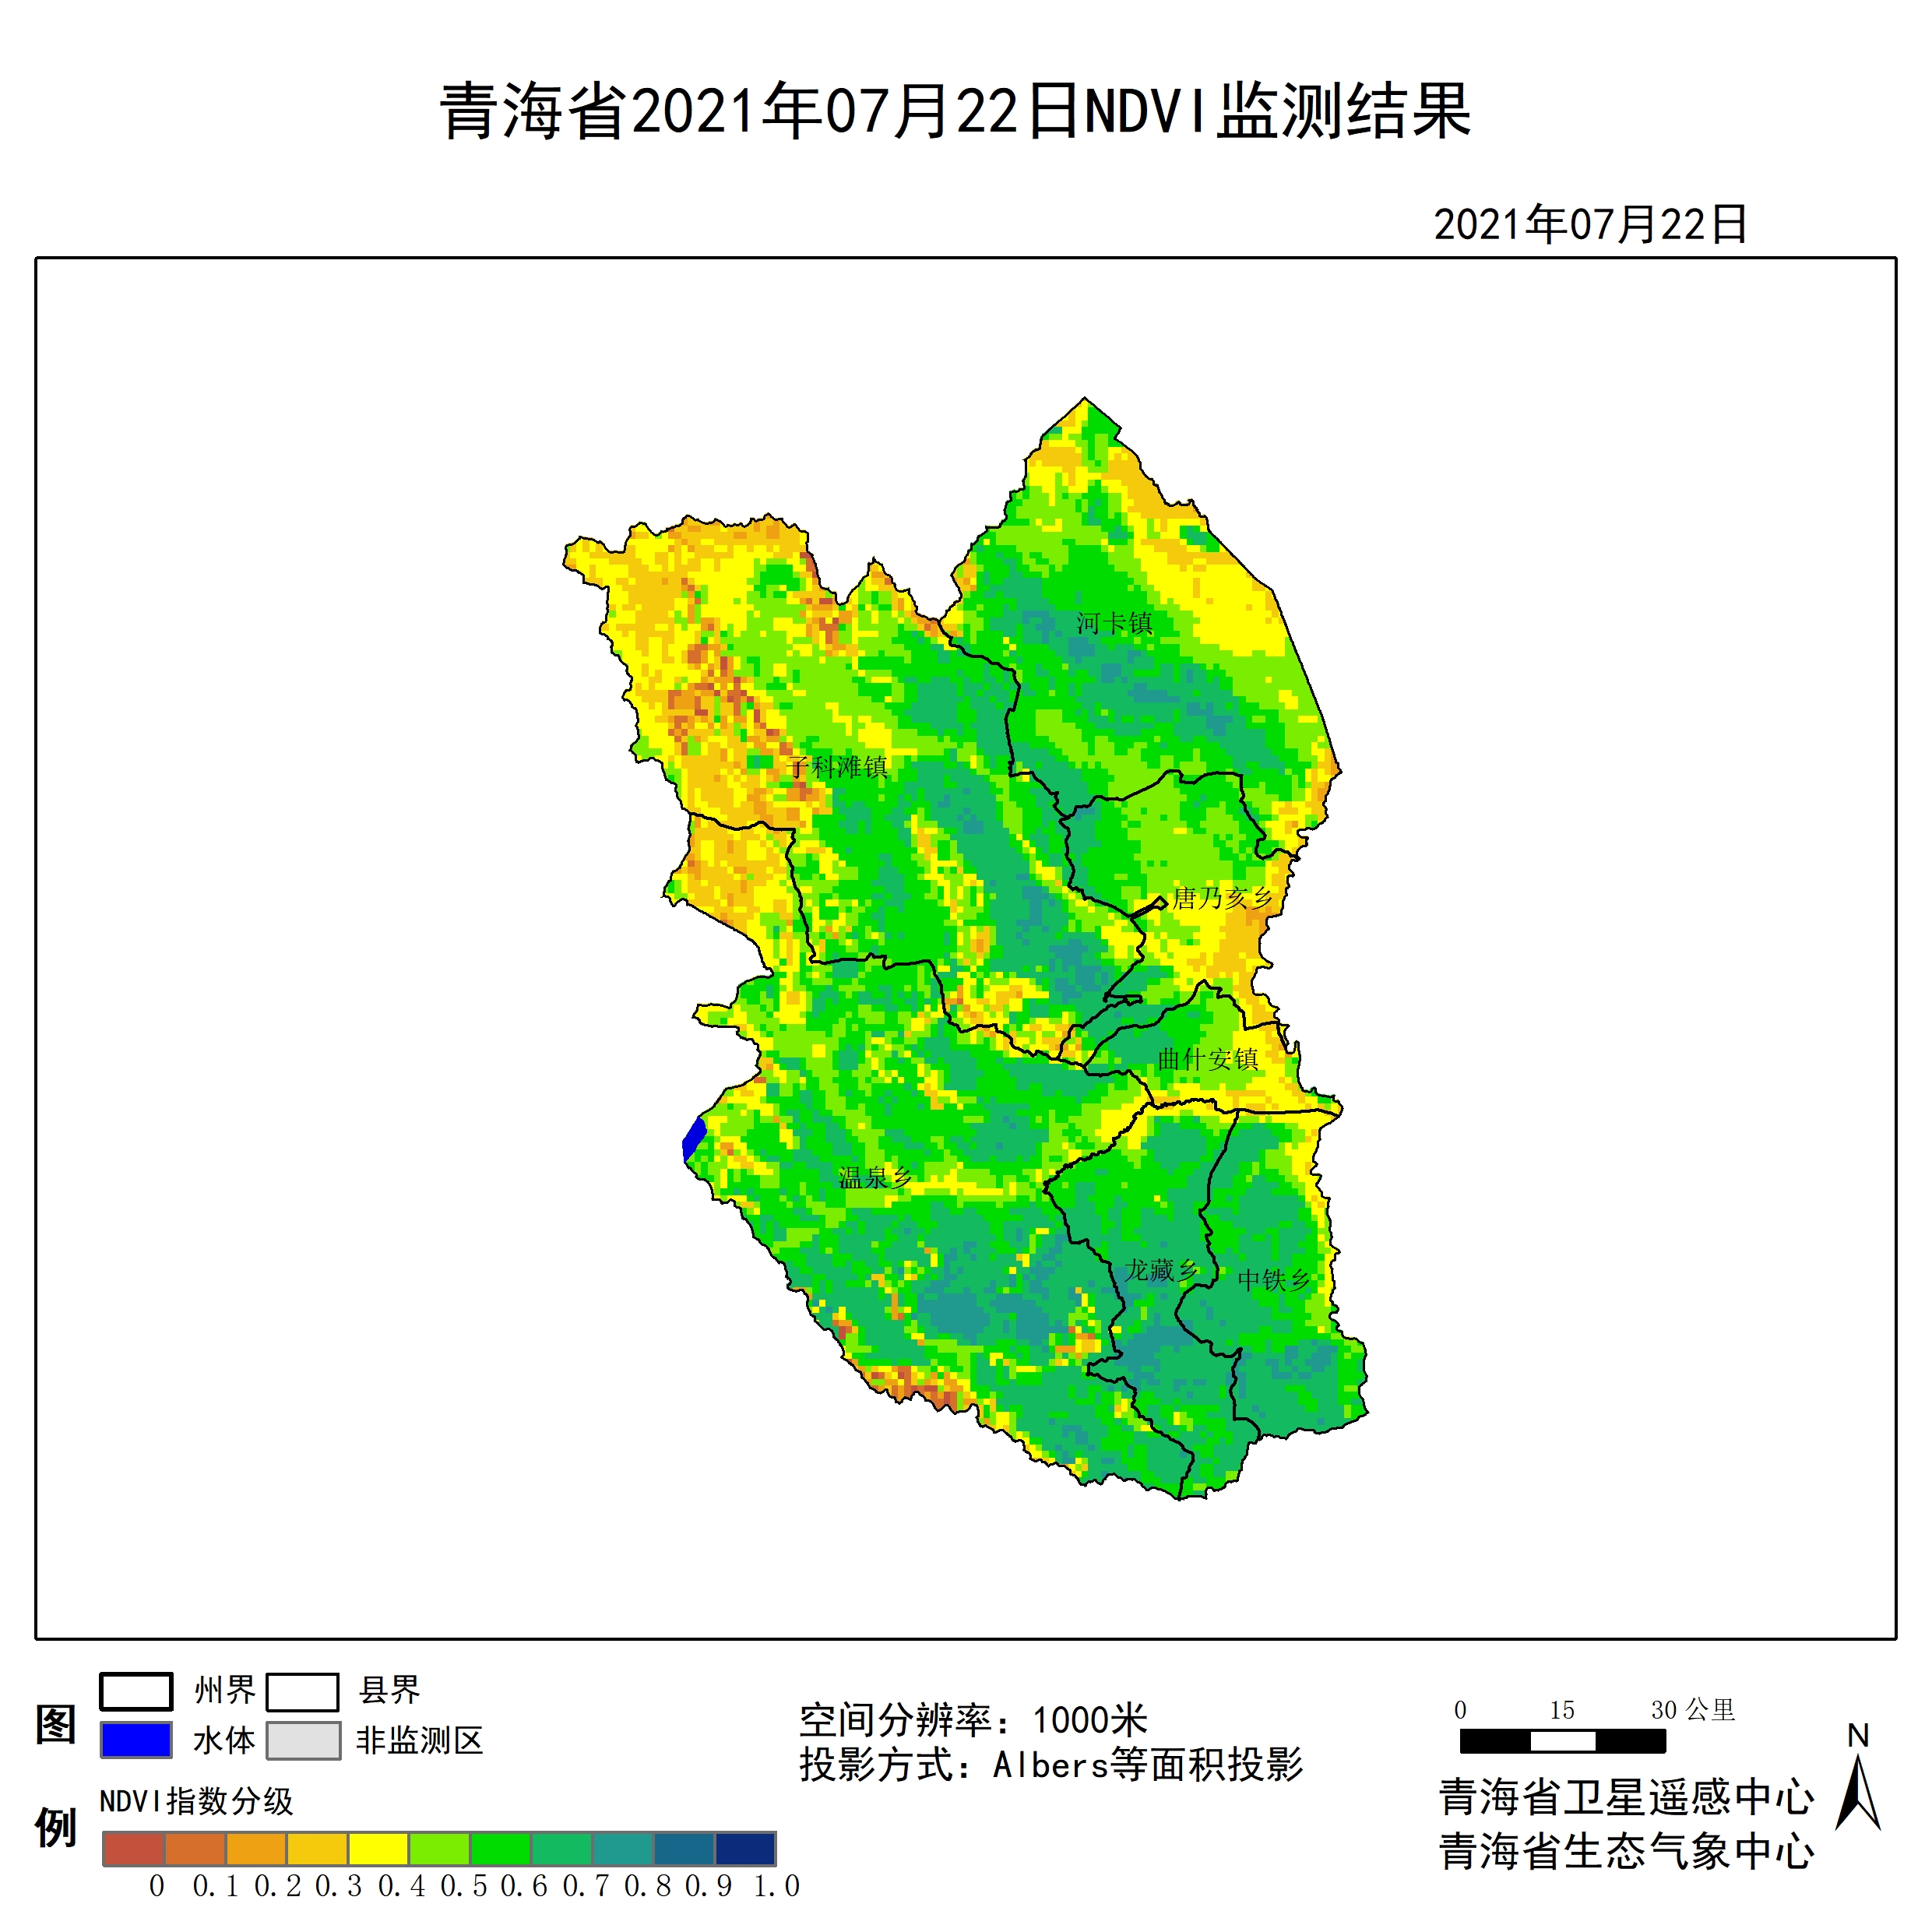 青海省2021年07月22日NDVI监测结果
2021年07月22日
河卡镇
子科滩镇
唐乃亥乡
曲什安镇
温泉乡
龙藏乡
中铁乡
图例
州界 县界
水体 非监测区
NDVI指数分级
0 0.1 0.2 0.3 0.4 0.5 0.6 0.7 0.8 0.9 1.0
空间分辨率：1000米
投影方式：Albers等面积投影
0 15 30 公里
N
青海省卫星遥感中心
青海省生态气象中心